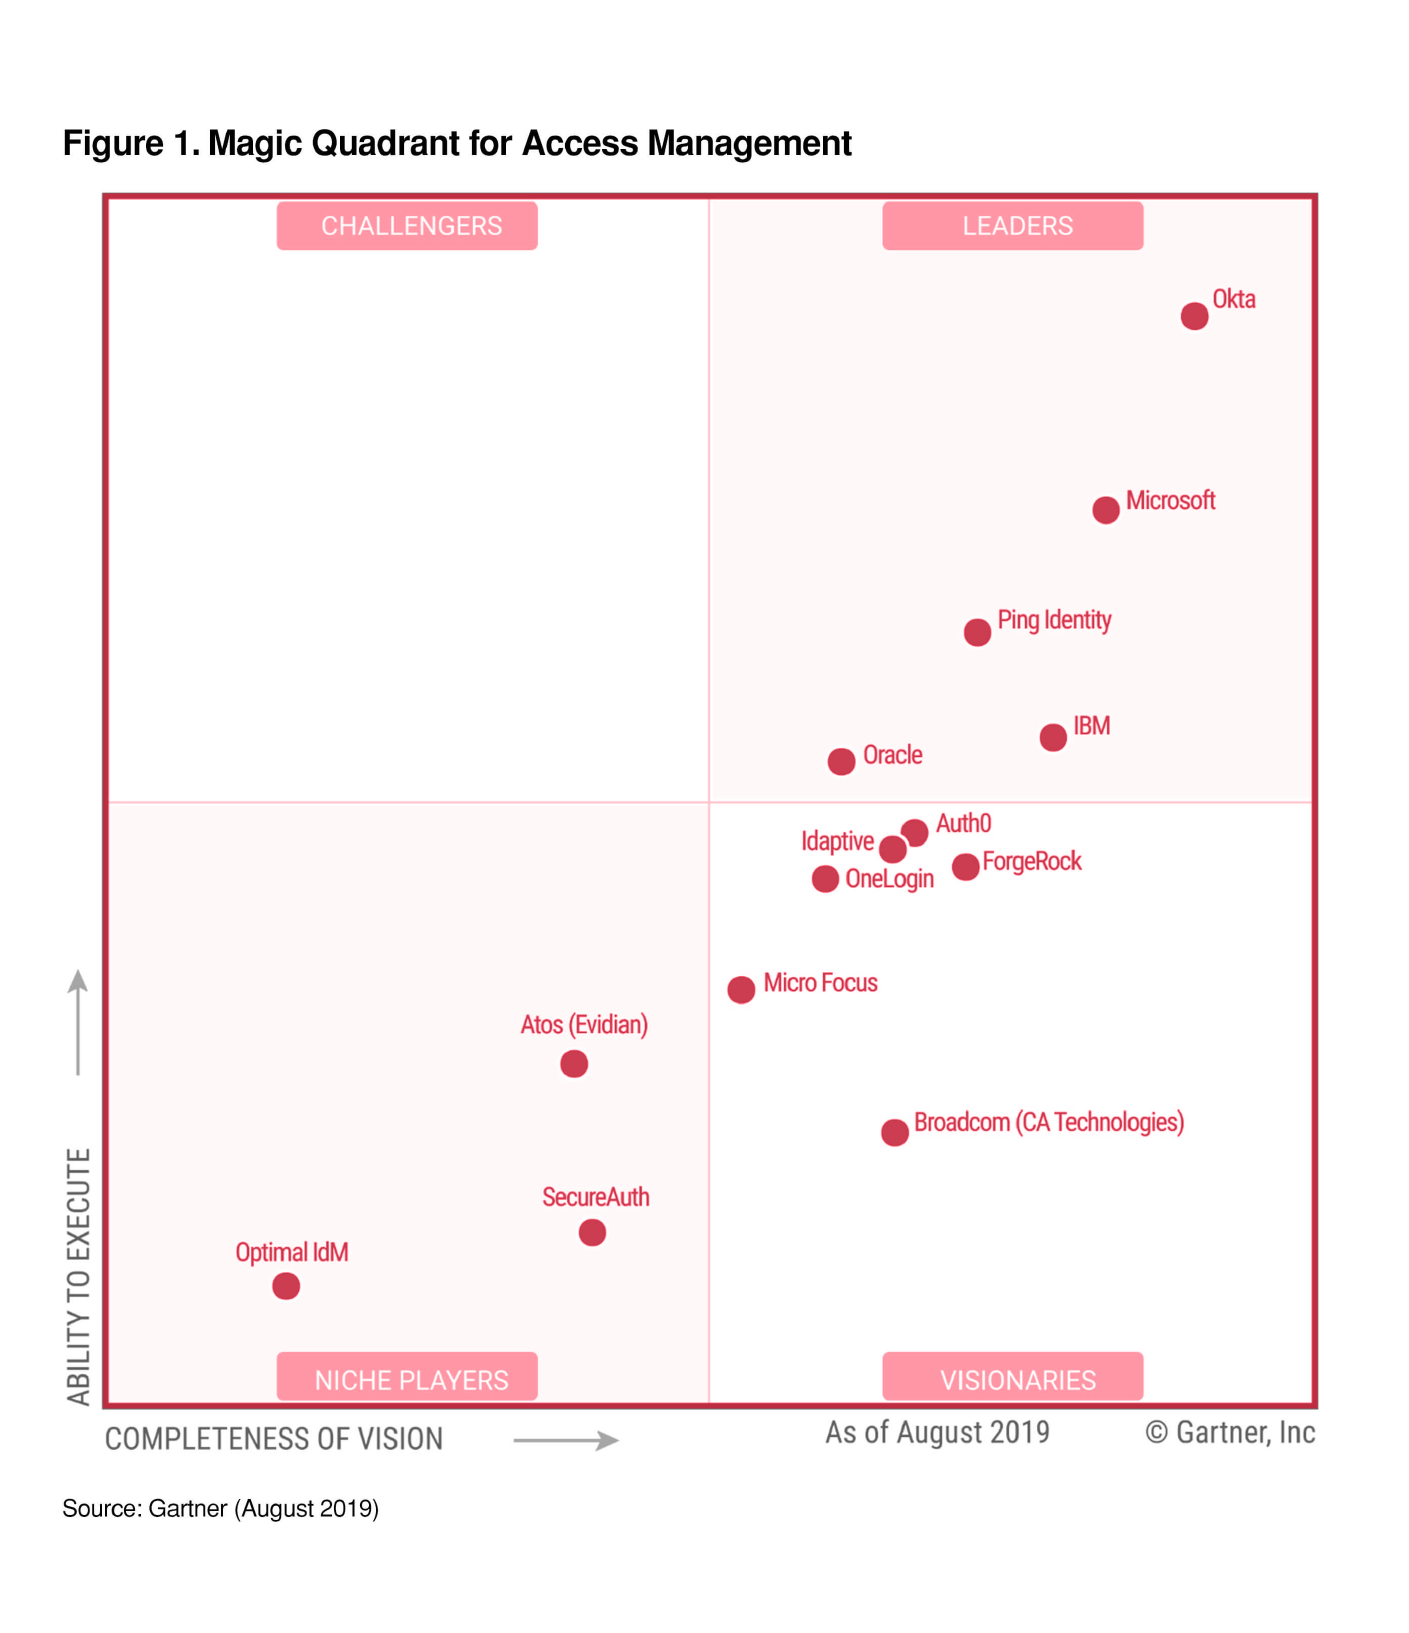 Figure 1. Magic Quadrant for Access Management
CHALLENGERS
LEADERS
Okta
Microsoft
Ping Identity
IBM
Oracle
Auth0
Idaptive
ForgeRock
OneLogin
Micro Focus
Atos (Evidian)
Broadcom (CA Technologies)
SecureAuth
Optimal IdM
NICHE PLAYERS
VISIONARIES
ABILITY TO EXECUTE
COMPLETENESS OF VISION
As of August 2019
© Gartner, Inc
Source: Gartner (August 2019)